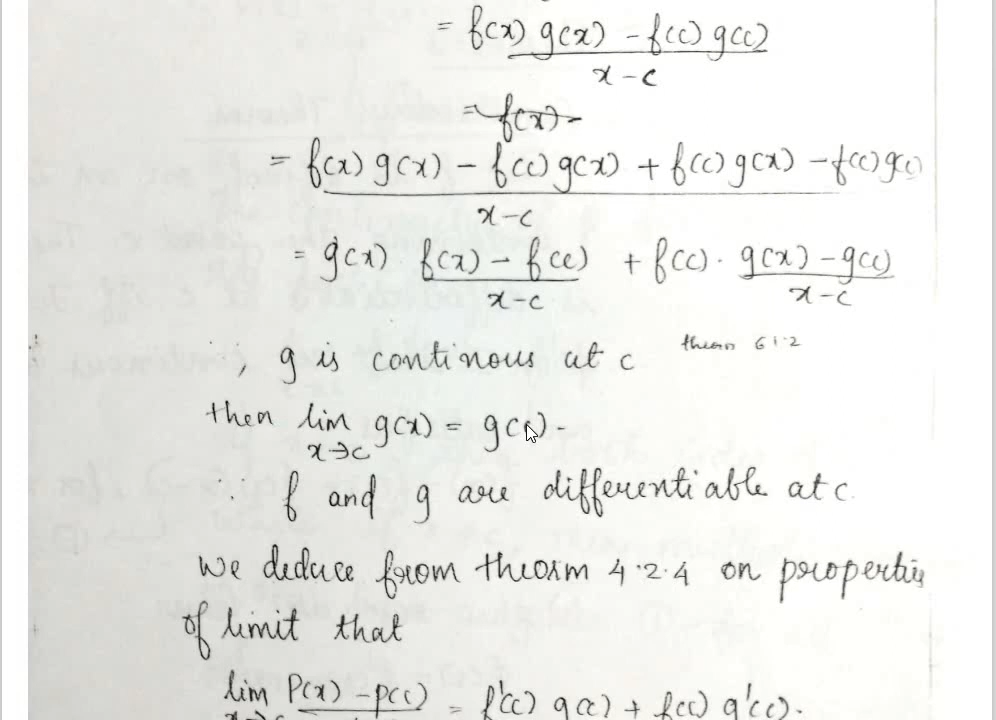 = f(x) g(x) - f(c) g(c)
x-c
= f(x) -
= f(x) g(x) - f(c) g(x) + f(c) g(x) - f(c) g(c)
x-c
= g(x) f(x) - f(c) + f(c) · g(x) - g(c)
x-c x-c
∵, g is continous at c theorm 6.1.2
then lim g(x) = g(c) -
x→c
∵ f and g are differentiable at c.
We deduce from theorm 4.2.4 on properties
of limit that
lim P(x) - p(c) = f'(c) g(c) + f(c) g'(c).
x→c